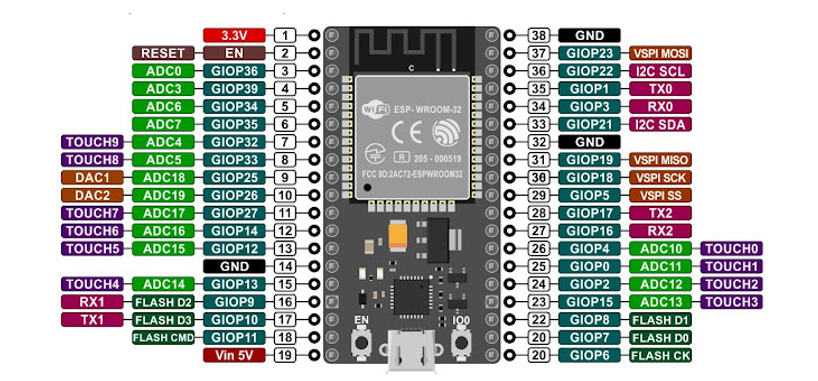 3.3V 1 38 GND
RESET EN 2 37 GIOP23 VSPI MOSI
ADC0 GIOP36 3 36 GIOP22 I2C SCL
ADC3 GIOP39 4 35 GIOP1 TX0
ADC6 GIOP34 5 34 GIOP3 RX0
ADC7 GIOP35 6 33 GIOP21 I2C SDA
TOUCH9 ADC4 GIOP32 7 32 GND
TOUCH8 ADC5 GIOP33 8 31 GIOP19 VSPI MISO
DAC1 ADC18 GIOP25 9 30 GIOP18 VSPI SCK
DAC2 ADC19 GIOP26 10 29 GIOP5 VSPI SS
TOUCH7 ADC17 GIOP27 11 28 GIOP17 TX2
TOUCH6 ADC16 GIOP14 12 27 GIOP16 RX2
TOUCH5 ADC15 GIOP12 13 26 GIOP4 ADC10 TOUCH0
GND 14 25 GIOP0 ADC11 TOUCH1
TOUCH4 ADC14 GIOP13 15 24 GIOP2 ADC12 TOUCH2
RX1 FLASH D2 GIOP9 16 23 GIOP15 ADC13 TOUCH3
TX1 FLASH D3 GIOP10 17 22 GIOP8 FLASH D1
FLASH CMD GIOP11 18 20 GIOP7 FLASH D0
Vin 5V 19 20 GIOP6 FLASH CK
C
WiFi ESP-WROOM-32
CE
R 205-000519
FCC 9D:2AC72-ESPWROOM32
EN IO0